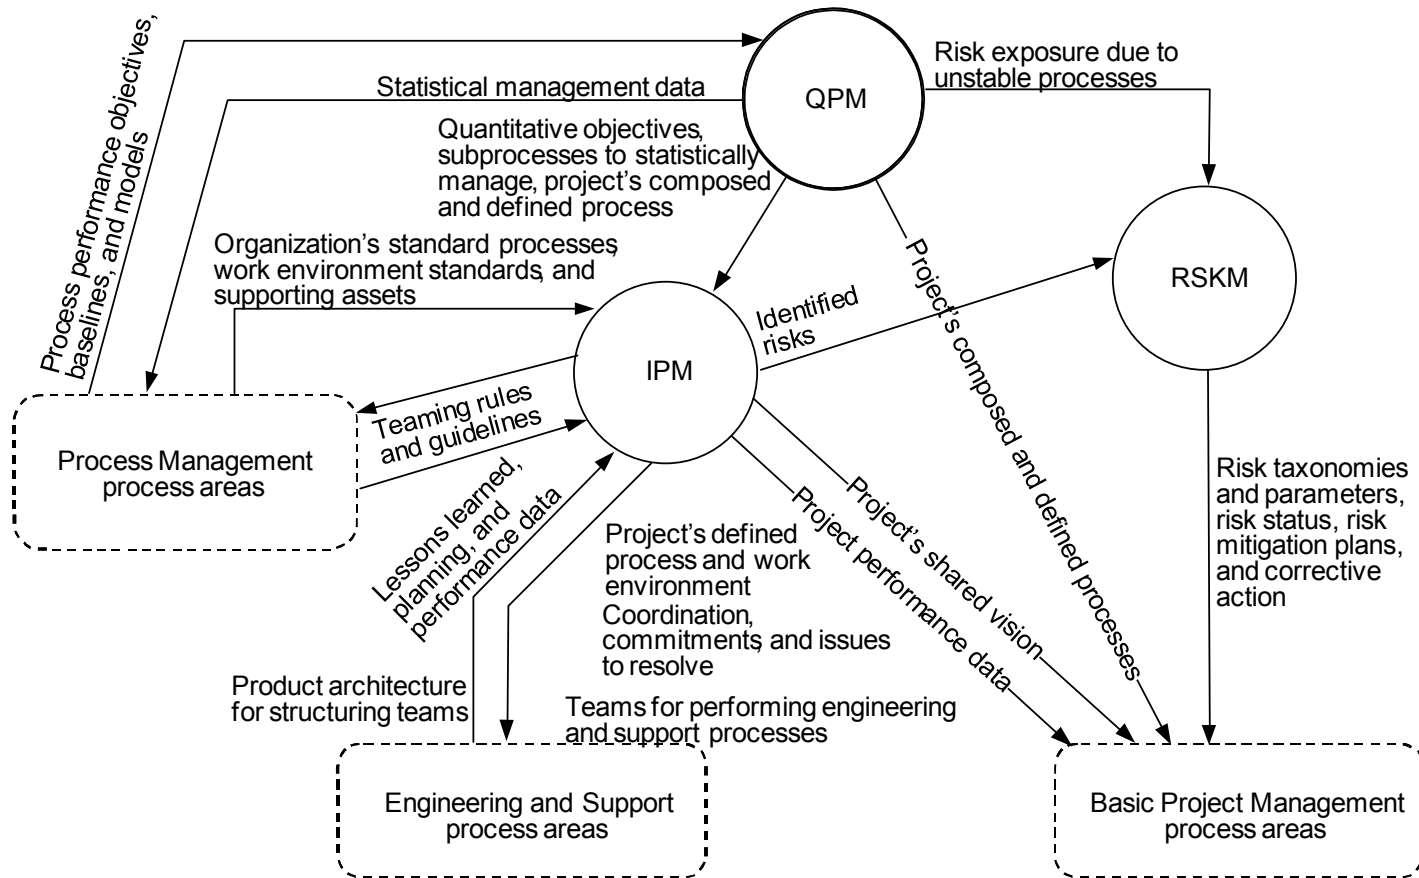 Process performance objectives,
baselines, and models
Statistical management data
QPM
Risk exposure due to
unstable processes
Quantitative objectives,
subprocesses to statistically
manage, project's composed
and defined process
Organization's standard processes,
work environment standards, and
supporting assets
Project's composed and defined processes
RSKM
Identified
risks
IPM
Teaming rules
and guidelines
Process Management
process areas
Lessons learned,
planning, and
performance data
Project's defined
process and work
environment
Coordination,
commitments, and issues
to resolve
Project's shared vision
Project performance data
Risk taxonomies
and parameters,
risk status, risk
mitigation plans,
and corrective
action
Product architecture
for structuring teams
Teams for performing engineering
and support processes
Engineering and Support
process areas
Basic Project Management
process areas